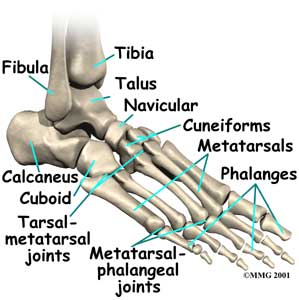 Tibia
Fibula
Talus
Navicular
Cuneiforms
Metatarsals
Phalanges
Calcaneus
Cuboid
Tarsal-
metatarsal
joints
Metatarsal-
phalangeal
joints
©MMG 2001